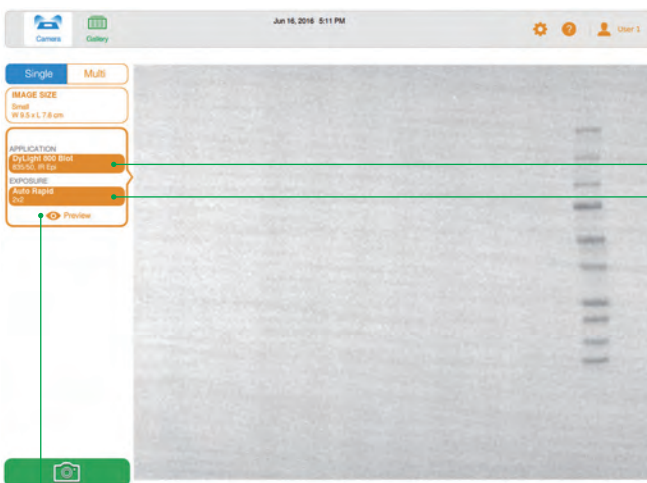 Jun 16, 2016 5:11 PM
Camera
Gallery
?
User 1
Single
Multi
IMAGE SIZE
Small
W 9.5 x L 7.6 cm
APPLICATION
DyLight 800 Blot
835/50, IR Epi
EXPOSURE
Auto Rapid
2x2
Preview